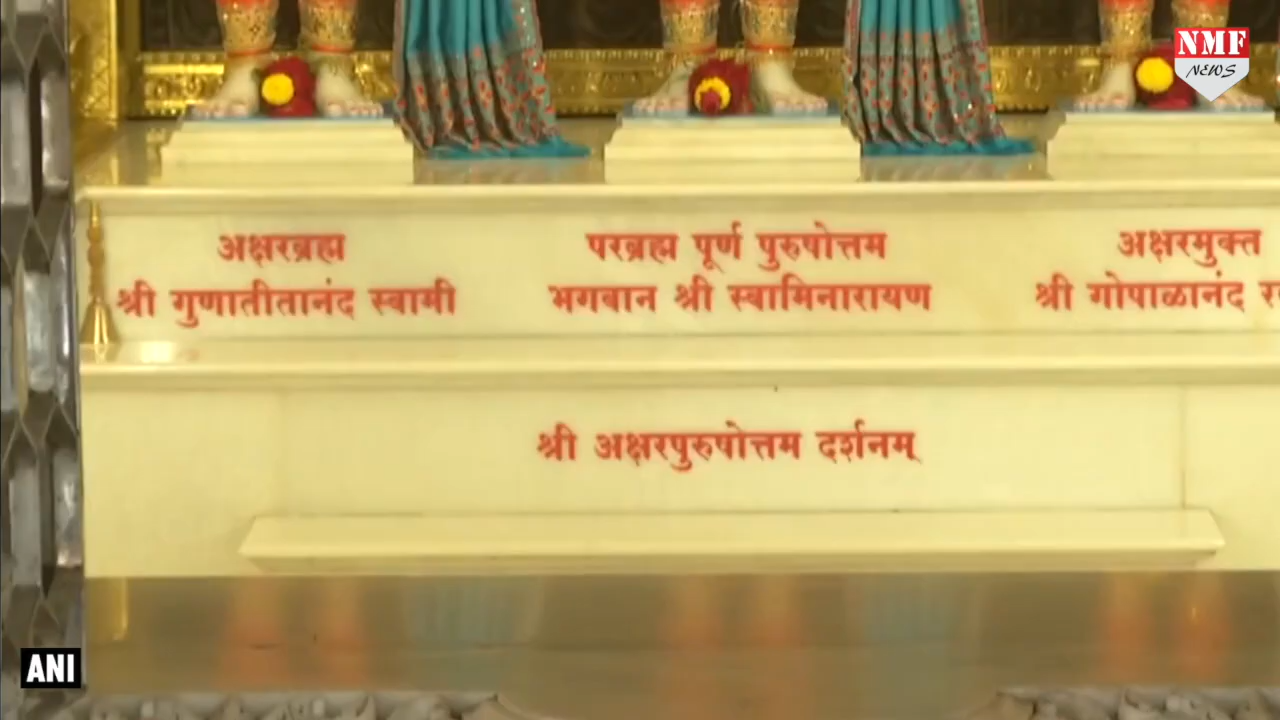 NMF
NEWS
अक्षरब्रह्म
श्री गुणातीतानंद स्वामी
परब्रह्म पूर्ण पुरुषोत्तम
भगवान श्री स्वामिनारायण
अक्षरमुक्त
श्री गोपाळानंद
श्री अक्षरपुरुषोत्तम दर्शनम्
ANI